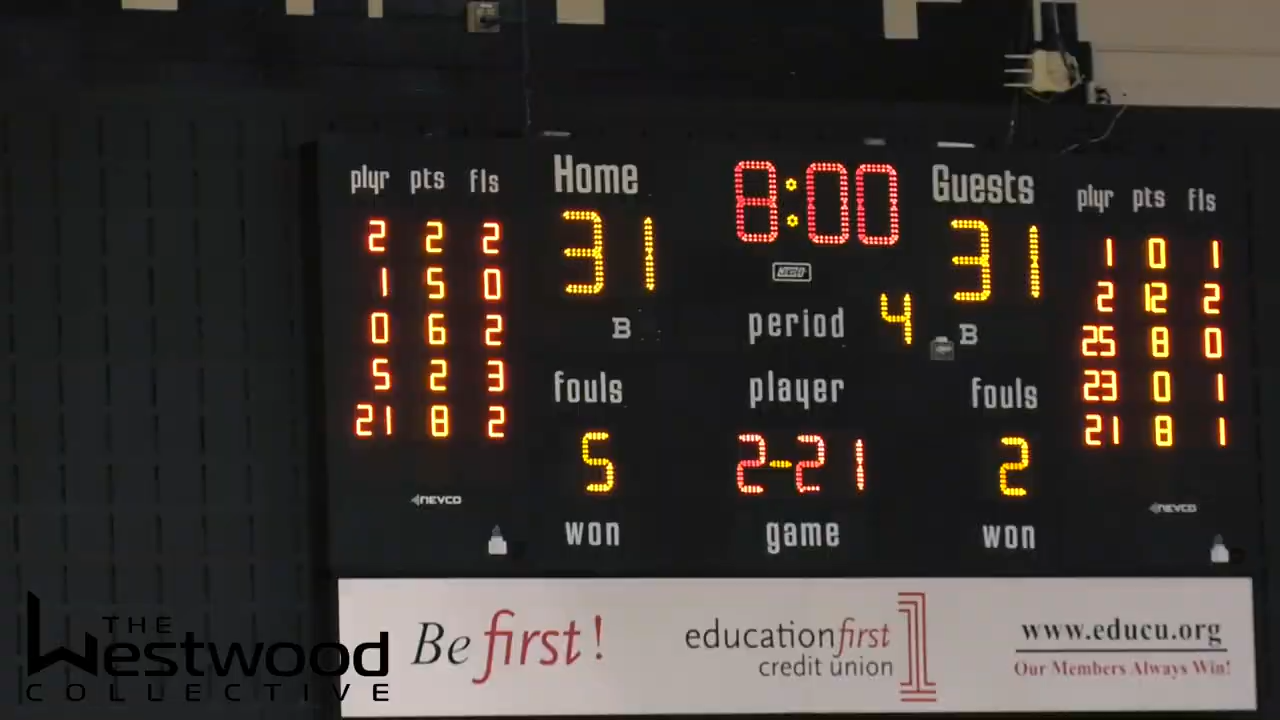 plyr pts fls
2 2 2
1 5 0
0 6 2
5 2 3
21 8 2
NEVCO
Home
31
B
fouls
5
won
8:00
period 4
player
2-21
game
Guests
31
B
fouls
2
won
plyr pts fls
1 0 1
2 12 2
25 8 0
23 0 1
21 8 1
NEVCO
Be first!
educationfirst
credit union
1
www.educu.org
Our Members Always Win!
THE
Westwood
COLLECTIVE